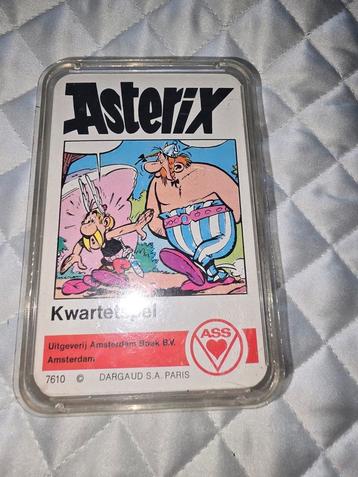 Asterix
Kwartetspel
Uitgeverij Amsterdam Boek B.V.
Amsterdam
ASS
7610 © DARGAUD S.A. PARIS